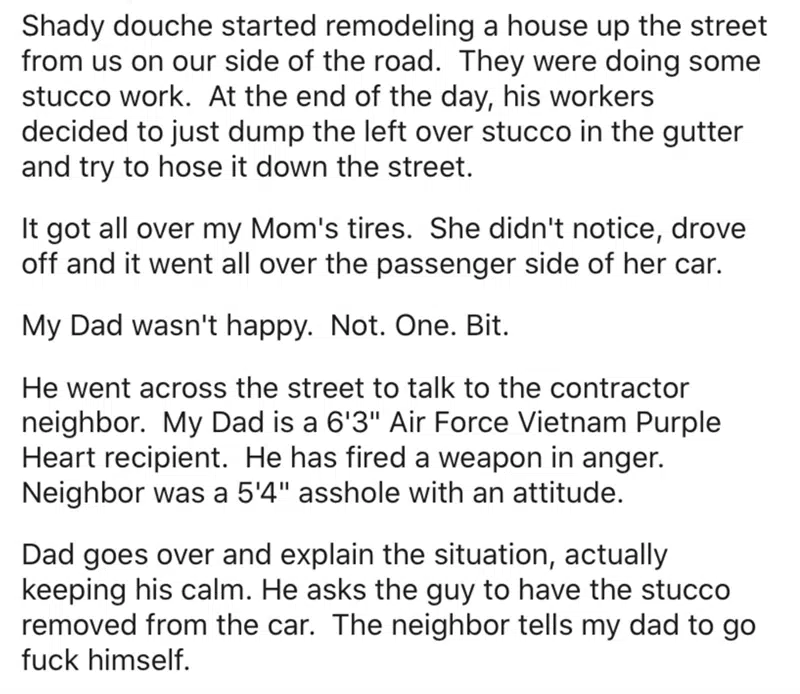 Shady douche started remodeling a house up the street
from us on our side of the road.  They were doing some
stucco work.  At the end of the day, his workers
decided to just dump the left over stucco in the gutter
and try to hose it down the street.
It got all over my Mom's tires.  She didn't notice, drove
off and it went all over the passenger side of her car.
My Dad wasn't happy.  Not. One. Bit.
He went across the street to talk to the contractor
neighbor.  My Dad is a 6'3" Air Force Vietnam Purple
Heart recipient.  He has fired a weapon in anger.
Neighbor was a 5'4" asshole with an attitude.
Dad goes over and explain the situation, actually
keeping his calm. He asks the guy to have the stucco
removed from the car.  The neighbor tells my dad to go
fuck himself.